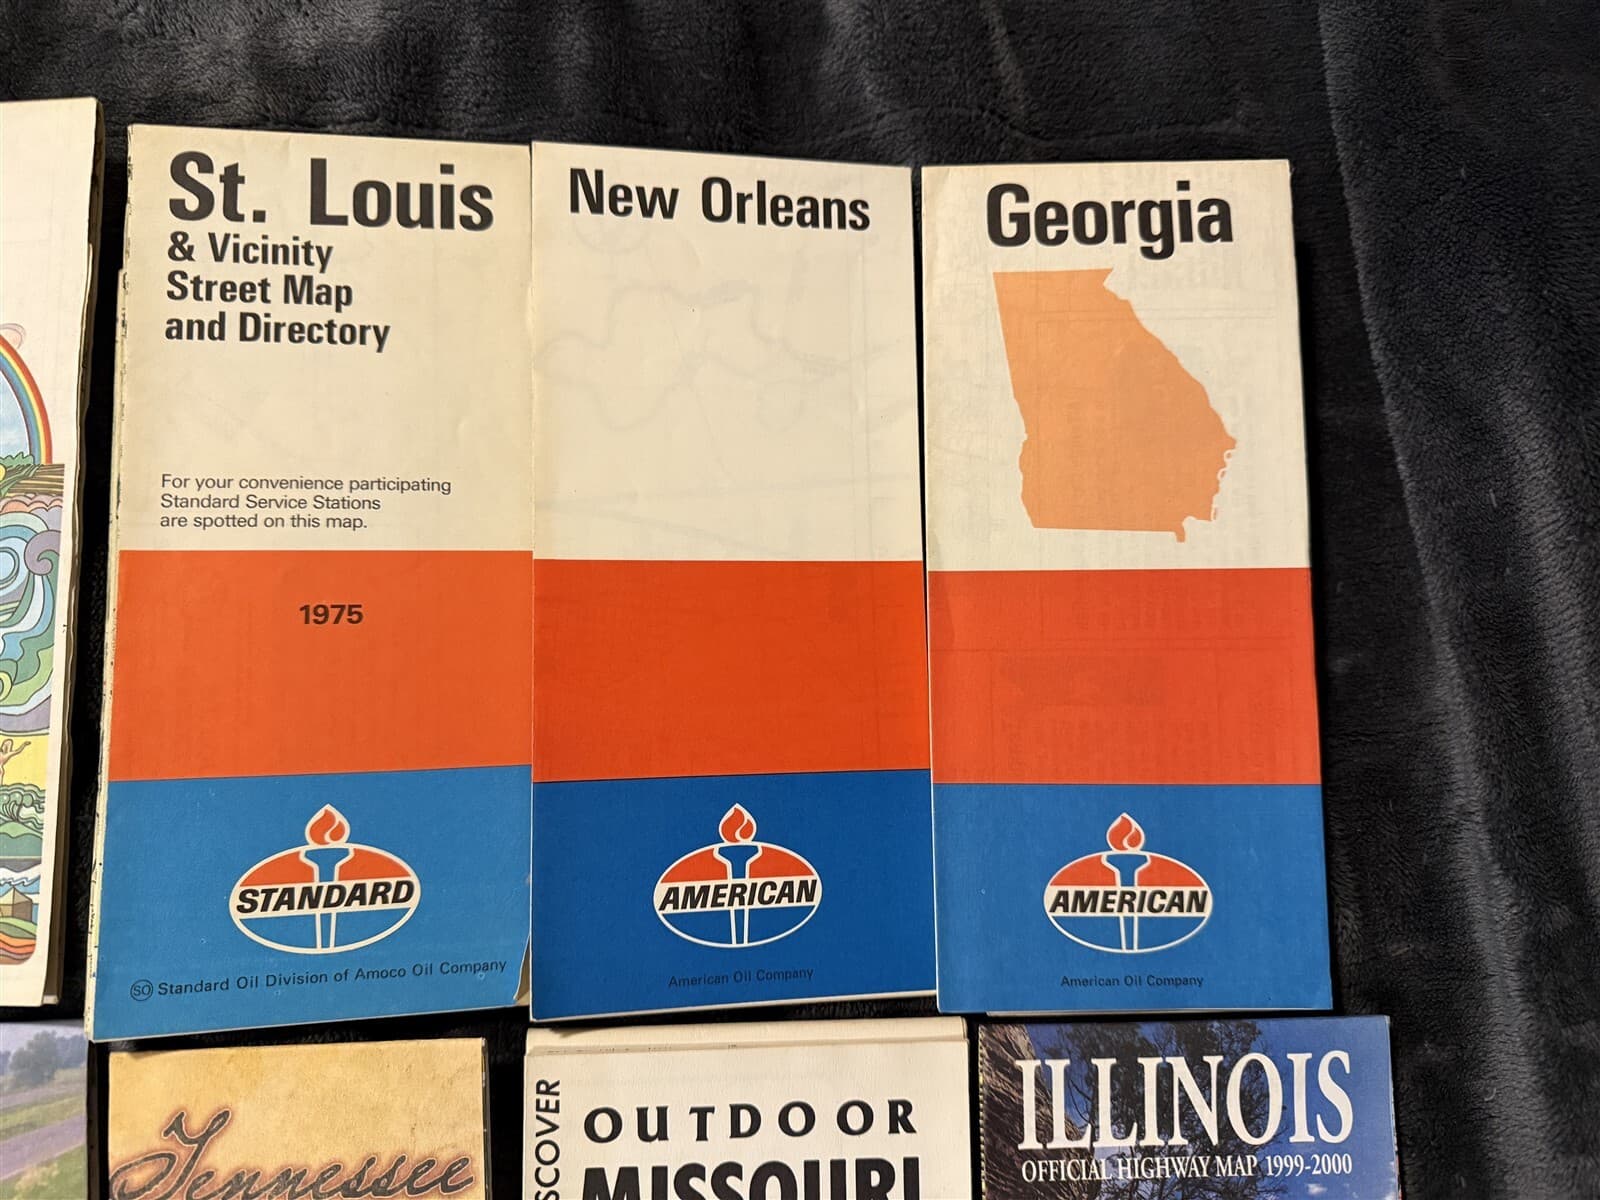 St. Louis
& Vicinity
Street Map
and Directory
For your convenience participating
Standard Service Stations
are spotted on this map.
1975
STANDARD
SO Standard Oil Division of Amoco Oil Company
New Orleans
AMERICAN
American Oil Company
Georgia
AMERICAN
American Oil Company
Tennessee
OUTDOOR
MISSOURI
ILLINOIS
OFFICIAL HIGHWAY MAP 1999-2000